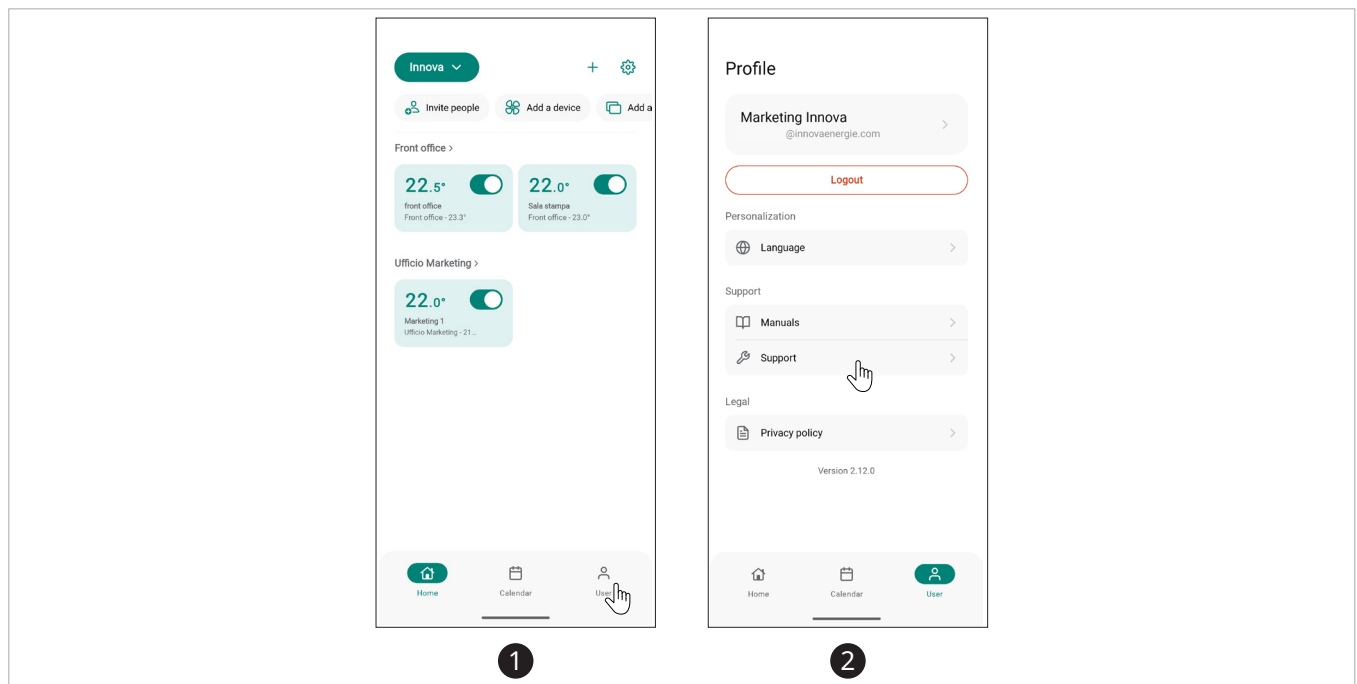 Innova
Invite people
Add a device
Add a
Front office >
22.5°
front office
Front office - 23.3°
22.0°
Sala stampa
Front office - 23.0°
Ufficio Marketing >
22.0°
Marketing 1
Ufficio Marketing - 21...
Home
Calendar
User
1
Profile
Marketing Innova
@innovaenergie.com
Logout
Personalization
Language
Support
Manuals
Support
Legal
Privacy policy
Version 2.12.0
Home
Calendar
User
2